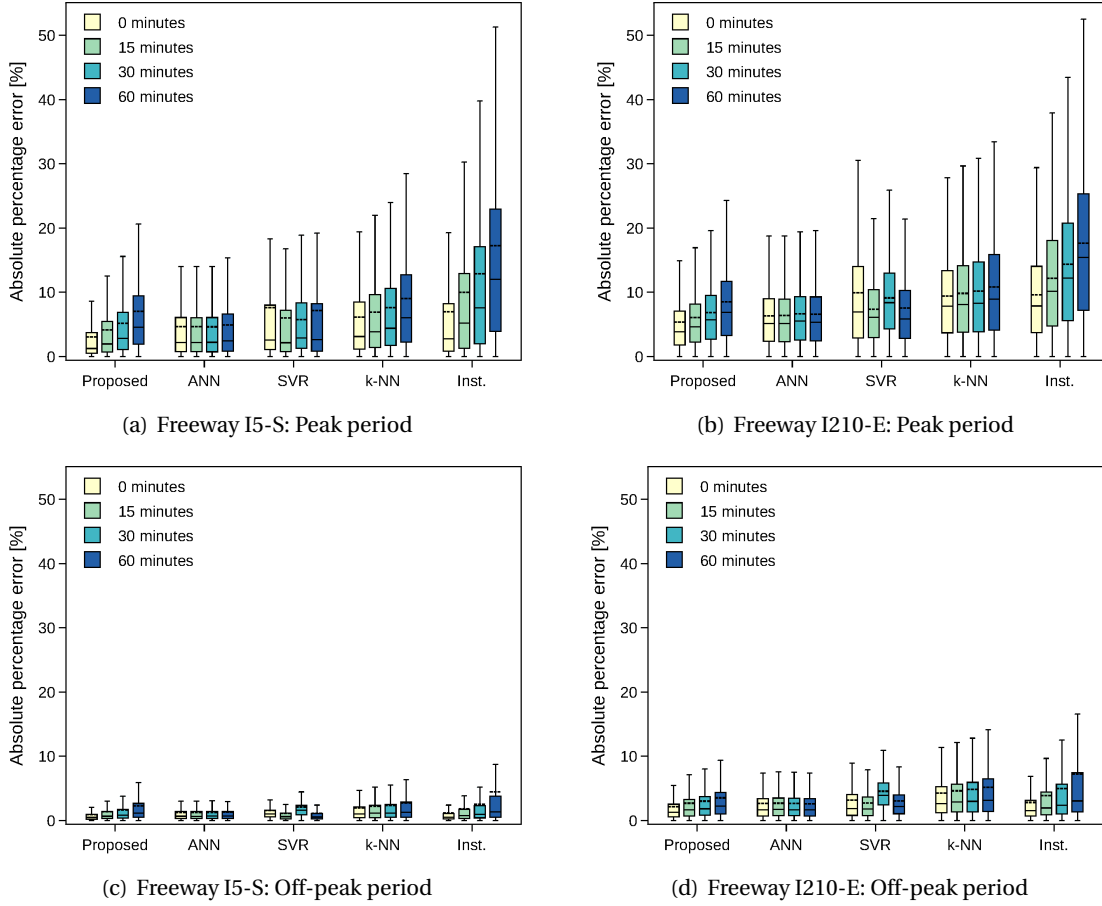 Absolute percentage error [%]
50
40
30
20
10
0
0 minutes
15 minutes
30 minutes
60 minutes
Proposed ANN SVR k-NN Inst.
(a) Freeway I5-S: Peak period
Absolute percentage error [%]
50
40
30
20
10
0
0 minutes
15 minutes
30 minutes
60 minutes
Proposed ANN SVR k-NN Inst.
(b) Freeway I210-E: Peak period
Absolute percentage error [%]
50
40
30
20
10
0
0 minutes
15 minutes
30 minutes
60 minutes
Proposed ANN SVR k-NN Inst.
(c) Freeway I5-S: Off-peak period
Absolute percentage error [%]
50
40
30
20
10
0
0 minutes
15 minutes
30 minutes
60 minutes
Proposed ANN SVR k-NN Inst.
(d) Freeway I210-E: Off-peak period